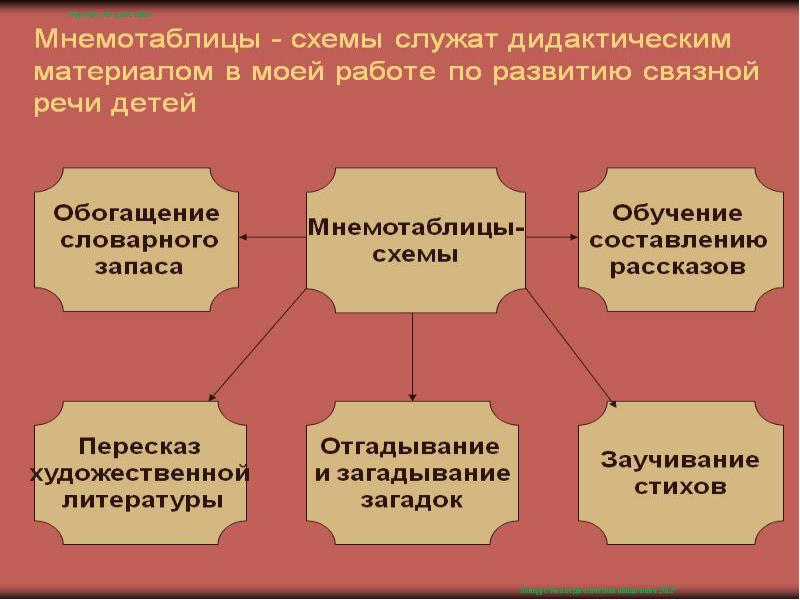 Мнемотаблицы - схемы служат дидактическим
материалом в моей работе по развитию связной
речи детей
Обогащение
словарного
запаса
Мнемотаблицы-
схемы
Обучение
составлению
рассказов
Пересказ
художественной
литературы
Отгадывание
и загадывание
загадок
Заучивание
стихов